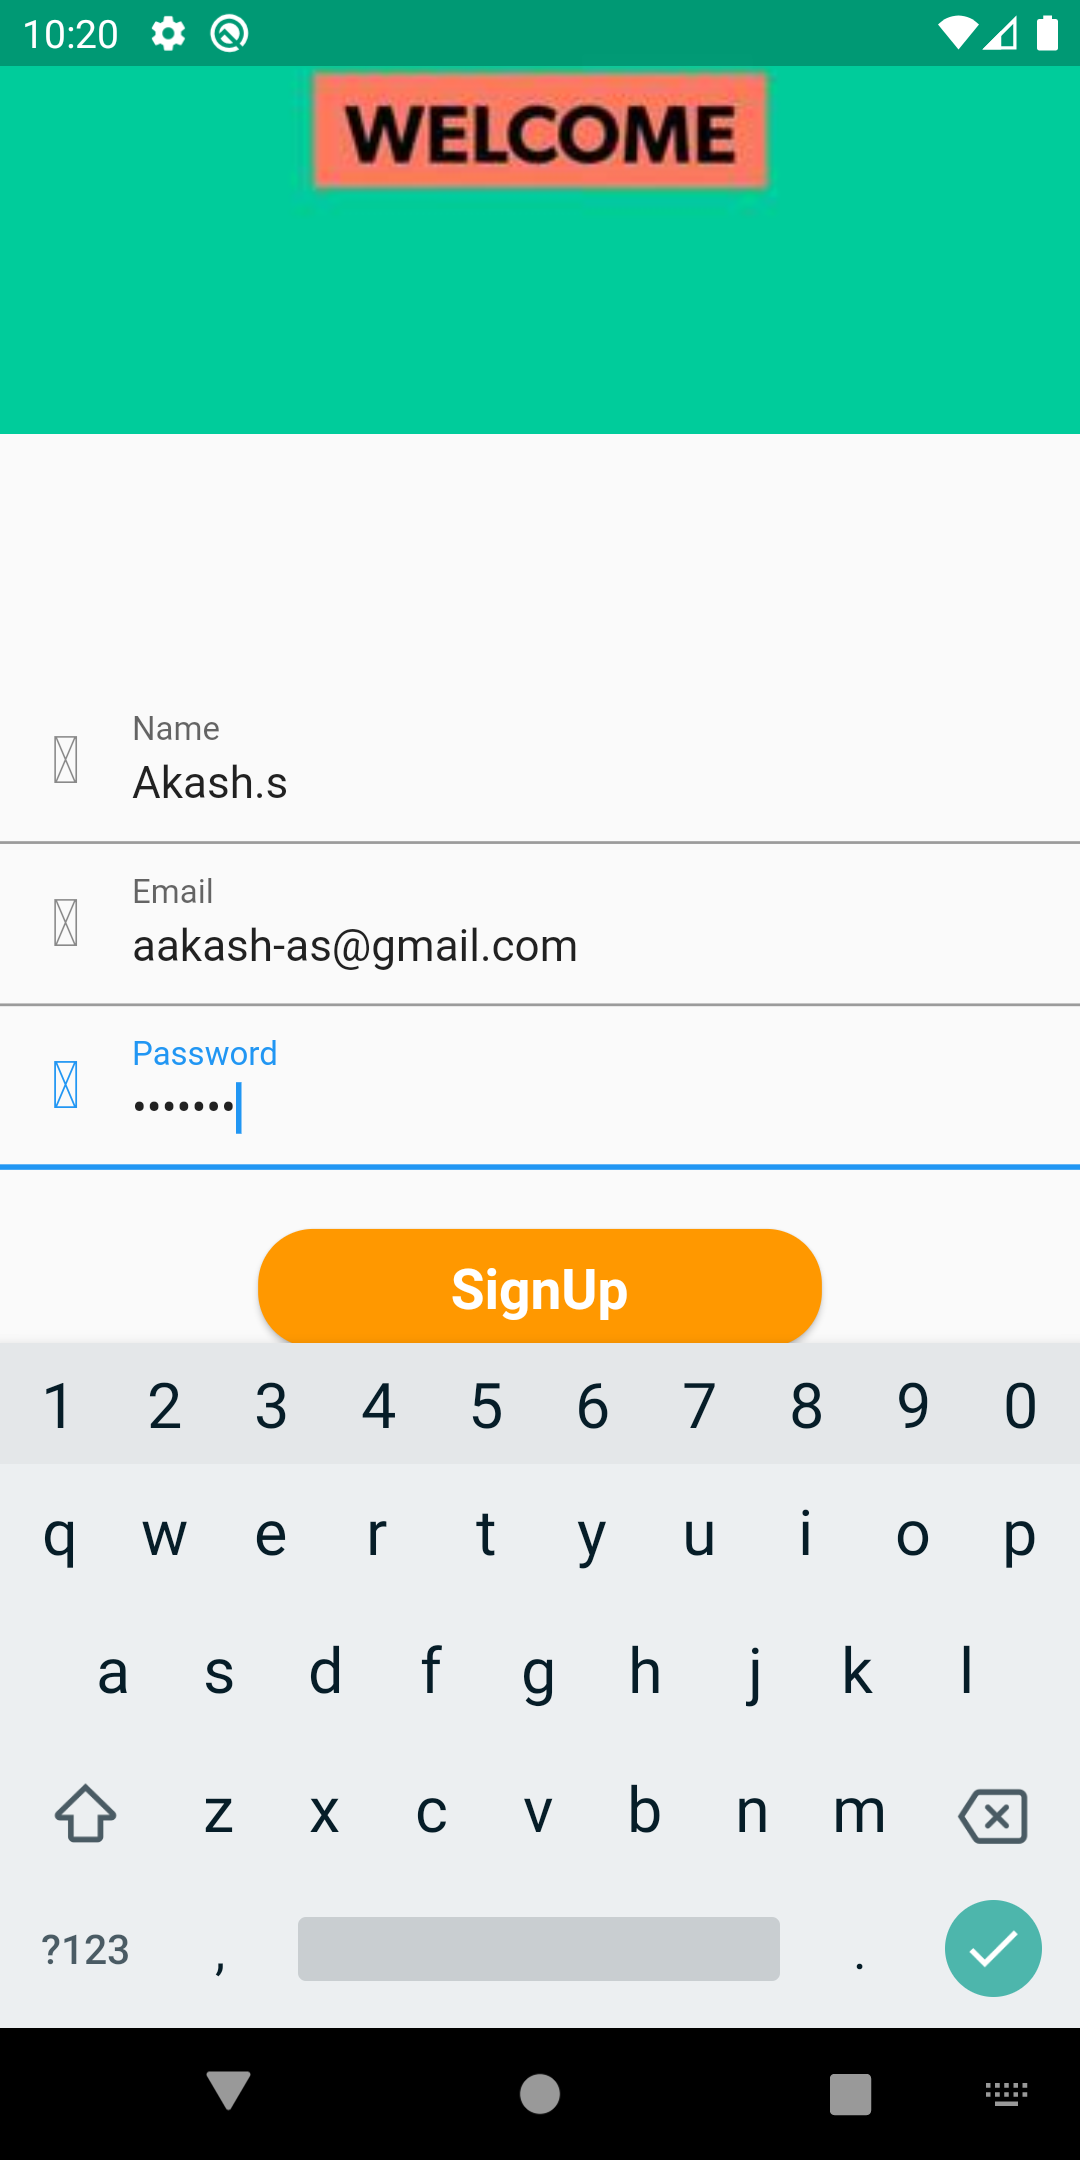 10:20
WELCOME
Name
Akash.s
Email
aakash-as@gmail.com
Password
•••••••
SignUp
1 2 3 4 5 6 7 8 9 0
q w e r t y u i o p
a s d f g h j k l
z x c v b n m
?123 , .